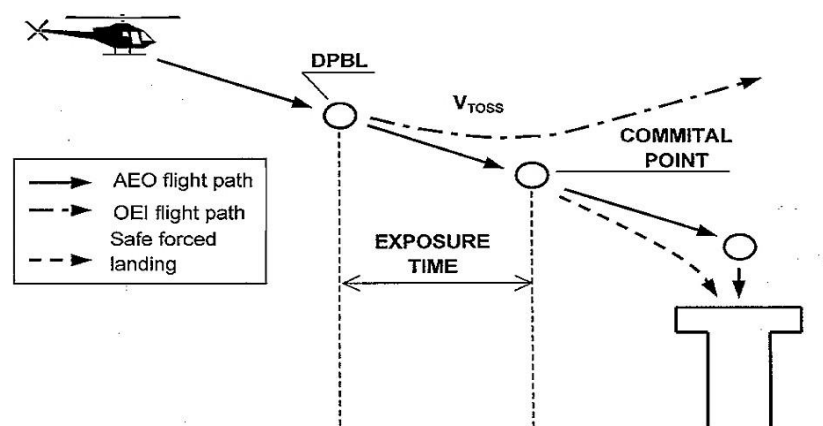 DPBL
VTOSS
COMMITAL
POINT
AEO flight path
OEI flight path
Safe forced
landing
EXPOSURE
TIME